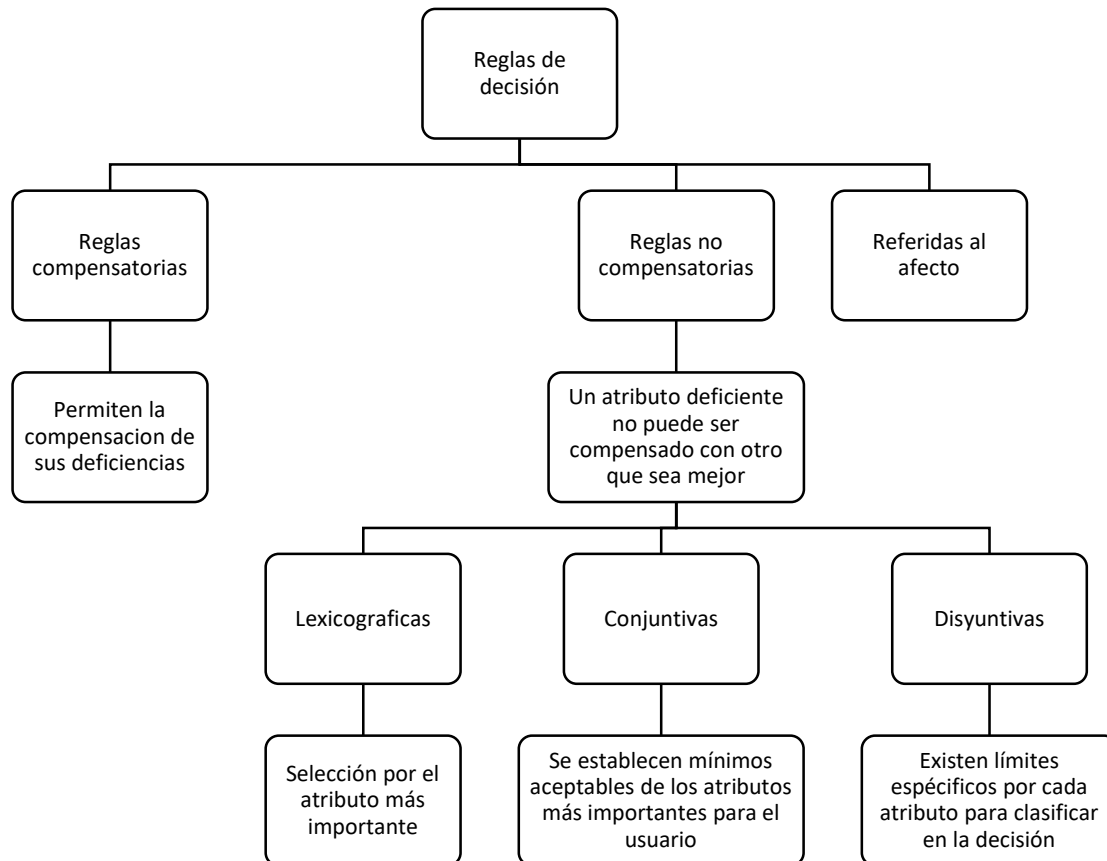 Reglas de
decisión
Reglas
compensatorias
Reglas no
compensatorias
Referidas al
afecto
Permiten la
compensacion de
sus deficiencias
Un atributo deficiente
no puede ser
compensado con otro
que sea mejor
Lexicograficas
Conjuntivas
Disyuntivas
Selección por el
atributo más
importante
Se establecen mínimos
aceptables de los atributos
más importantes para el
usuario
Existen límites
espécificos por cada
atributo para clasificar
en la decisión